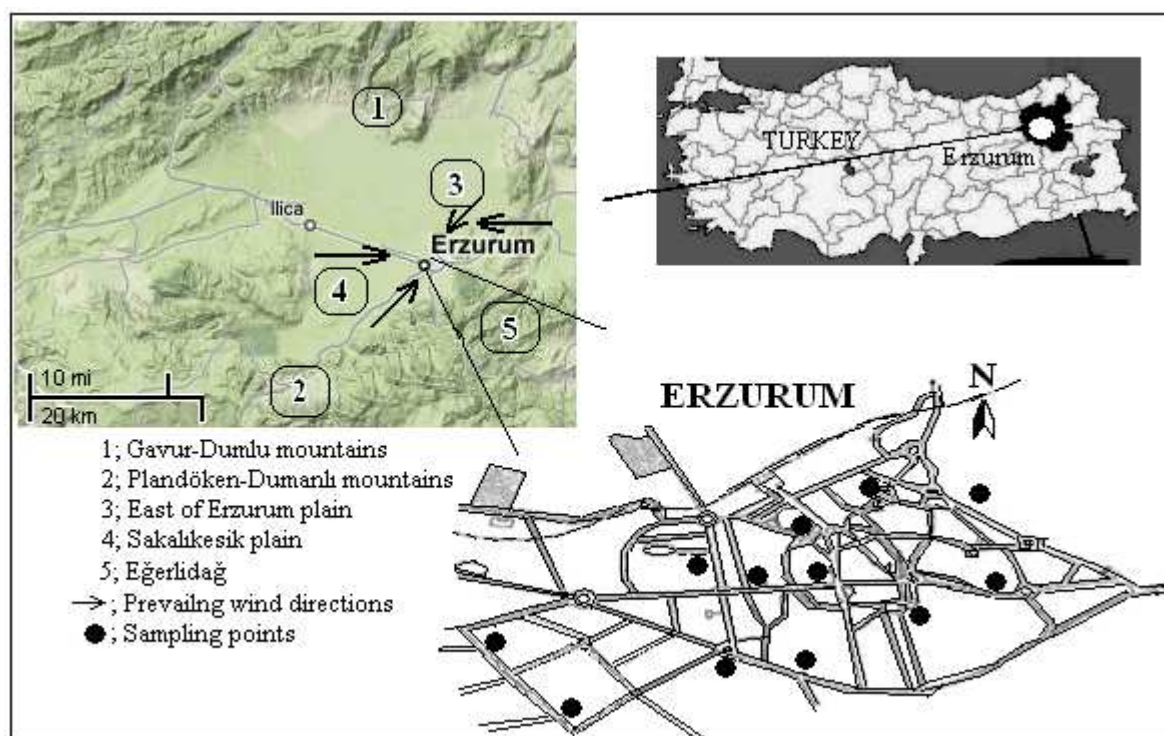 1
3
Ilica
Erzurum
4
5
2
10 mi
20 km
TURKEY
Erzurum
1; Gavur-Dumlu mountains
2; Plandöken-Dumanlı mountains
3; East of Erzurum plain
4; Sakalıkesik plain
5; Eğerlidağ
; Prevailng wind directions
; Sampling points
ERZURUM
N